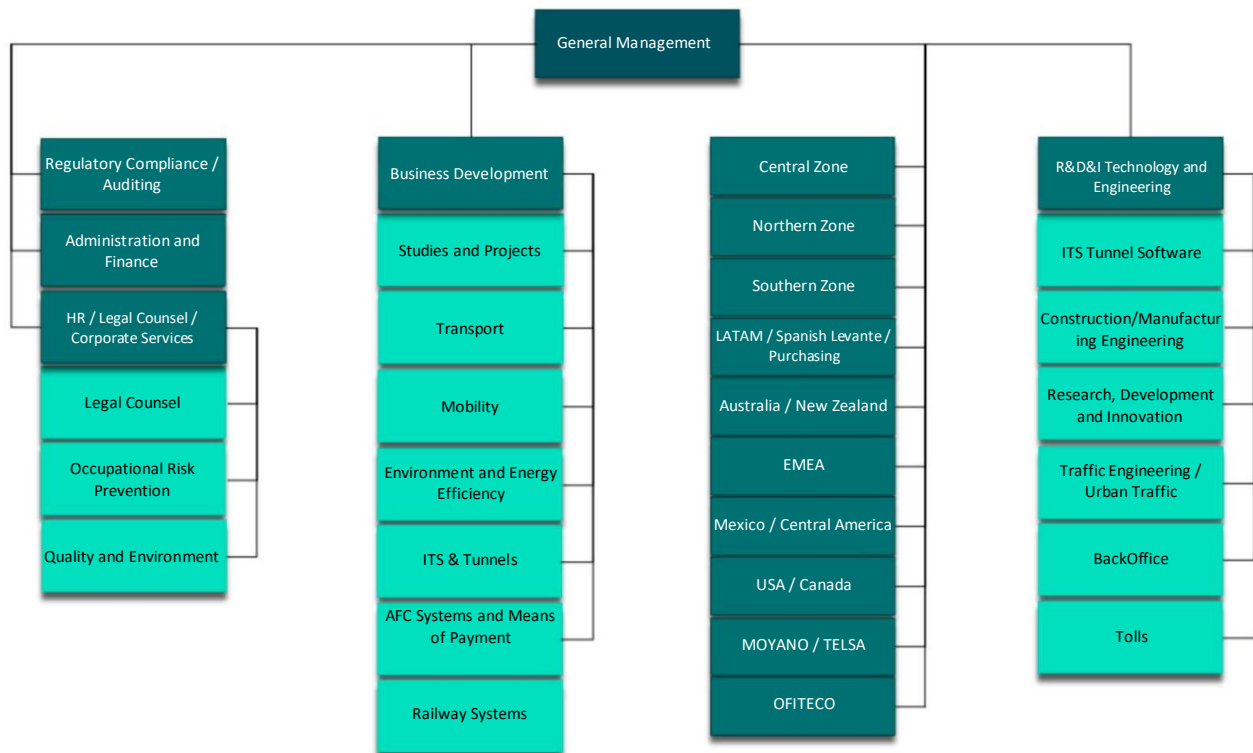 General Management
Regulatory Compliance /
Auditing
Administration and
Finance
HR / Legal Counsel /
Corporate Services
Legal Counsel
Occupational Risk
Prevention
Quality and Environment
Business Development
Studies and Projects
Transport
Mobility
Environment and Energy
Efficiency
ITS & Tunnels
AFC Systems and Means
of Payment
Railway Systems
Central Zone
Northern Zone
Southern Zone
LATAM / Spanish Levante /
Purchasing
Australia / New Zealand
EMEA
Mexico / Central America
USA / Canada
MOYANO / TELSA
OFITECO
R&D&I Technology and
Engineering
ITS Tunnel Software
Construction/Manufactur
ing Engineering
Research, Development
and Innovation
Traffic Engineering /
Urban Traffic
BackOffice
Tolls